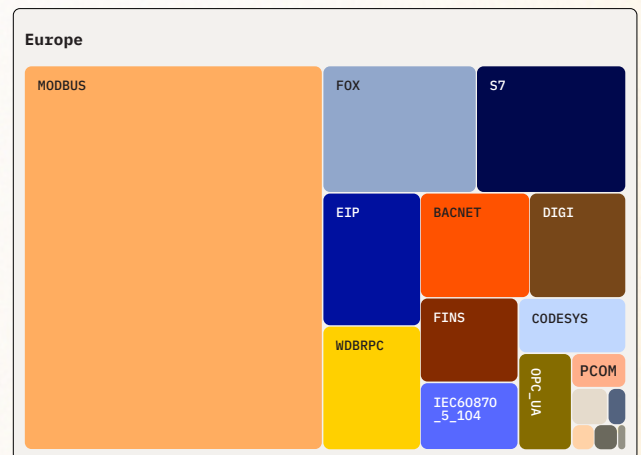 Europe
MODBUS
FOX
S7
EIP
BACNET
DIGI
WDBRPC
FINS
CODESYS
IEC60870
_5_104
OPC_UA
PCOM